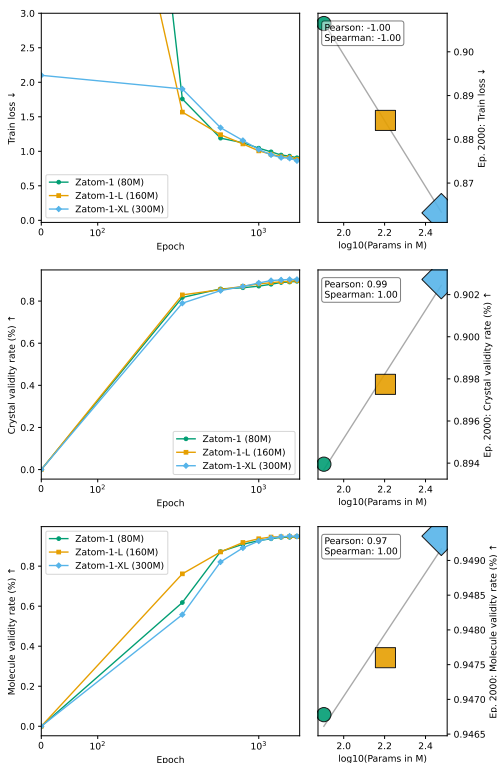 3.0
2.5
2.0
1.5
1.0
0.5
0.0
Train loss ↓
Zatom-1 (80M)
Zatom-1-L (160M)
Zatom-1-XL (300M)
0
10²
10³
Epoch
Pearson: -1.00
Spearman: -1.00
0.90
0.89
0.88
0.87
Ep. 2000: Train loss ↓
2.0
2.2
2.4
log10(Params in M)
0.8
0.6
0.4
0.2
0.0
Crystal validity rate (%) ↑
Zatom-1 (80M)
Zatom-1-L (160M)
Zatom-1-XL (300M)
0
10²
10³
Epoch
Pearson: 0.99
Spearman: 1.00
0.902
0.900
0.898
0.896
0.894
Ep. 2000: Crystal validity rate (%) ↑
2.0
2.2
2.4
log10(Params in M)
Zatom-1 (80M)
Zatom-1-L (160M)
Zatom-1-XL (300M)
0.8
0.6
0.4
0.2
0.0
Molecule validity rate (%) ↑
0
10²
10³
Epoch
Pearson: 0.97
Spearman: 1.00
0.9490
0.9485
0.9480
0.9475
0.9470
0.9465
Ep. 2000: Molecule validity rate (%) ↑
2.0
2.2
2.4
log10(Params in M)